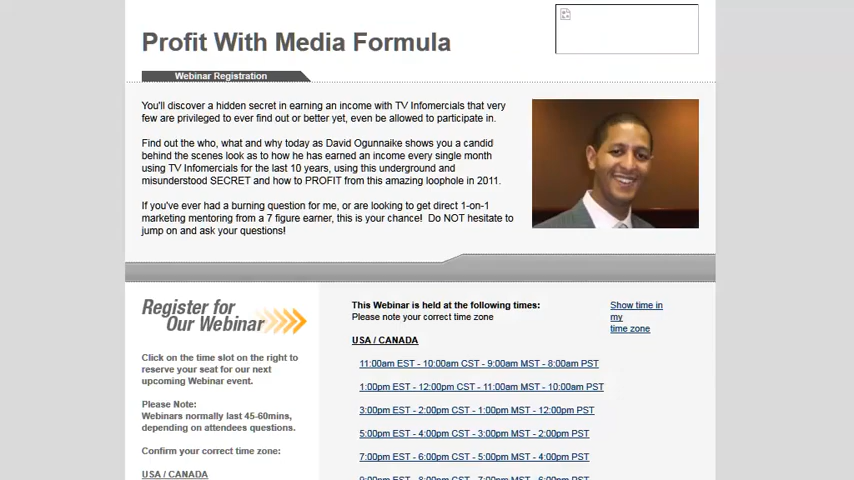 Profit With Media Formula
Webinar Registration
You'll discover a hidden secret in earning an income with TV Infomercials that very
few are privileged to ever find out or better yet, even be allowed to participate in.
Find out the who, what and why today as David Ogunnaike shows you a candid
behind the scenes look as to how he has earned an income every single month
using TV Infomercials for the last 10 years, using this underground and
misunderstood SECRET and how to PROFIT from this amazing loophole in 2011.
If you've ever had a burning question for me, or are looking to get direct 1-on-1
marketing mentoring from a 7 figure earner, this is your chance! Do NOT hesitate to
jump on and ask your questions!
Register for
Our Webinar
Click on the time slot on the right to
reserve your seat for our next
upcoming Webinar event.
Please Note:
Webinars normally last 45-60mins,
depending on attendees questions.
Confirm your correct time zone:
USA / CANADA
This Webinar is held at the following times:
Please note your correct time zone
USA / CANADA
11:00am EST - 10:00am CST - 9:00am MST - 8:00am PST
1:00pm EST - 12:00pm CST - 11:00am MST - 10:00am PST
3:00pm EST - 2:00pm CST - 1:00pm MST - 12:00pm PST
5:00pm EST - 4:00pm CST - 3:00pm MST - 2:00pm PST
7:00pm EST - 6:00pm CST - 5:00pm MST - 4:00pm PST
9:00pm EST - 8:00pm CST - 7:00pm MST - 6:00pm PST
Show time in
my
time zone